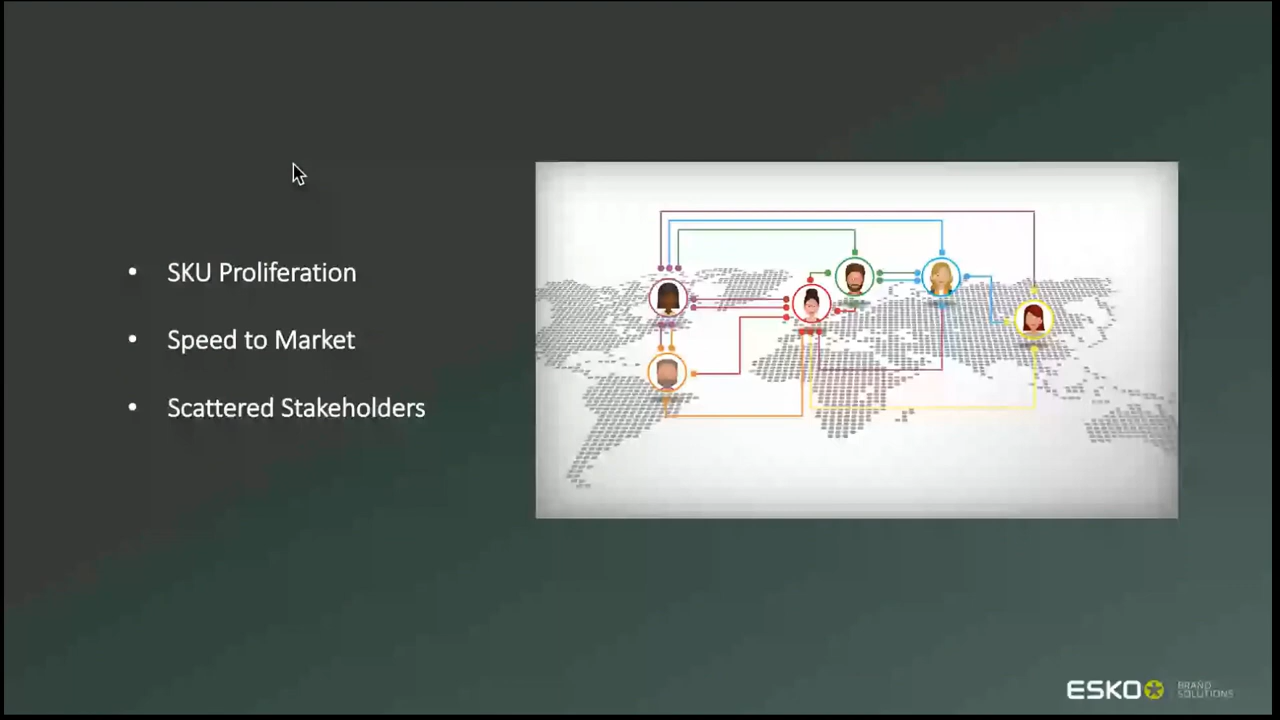 • SKU Proliferation
• Speed to Market
• Scattered Stakeholders
ESKO
BRAND
SOLUTIONS